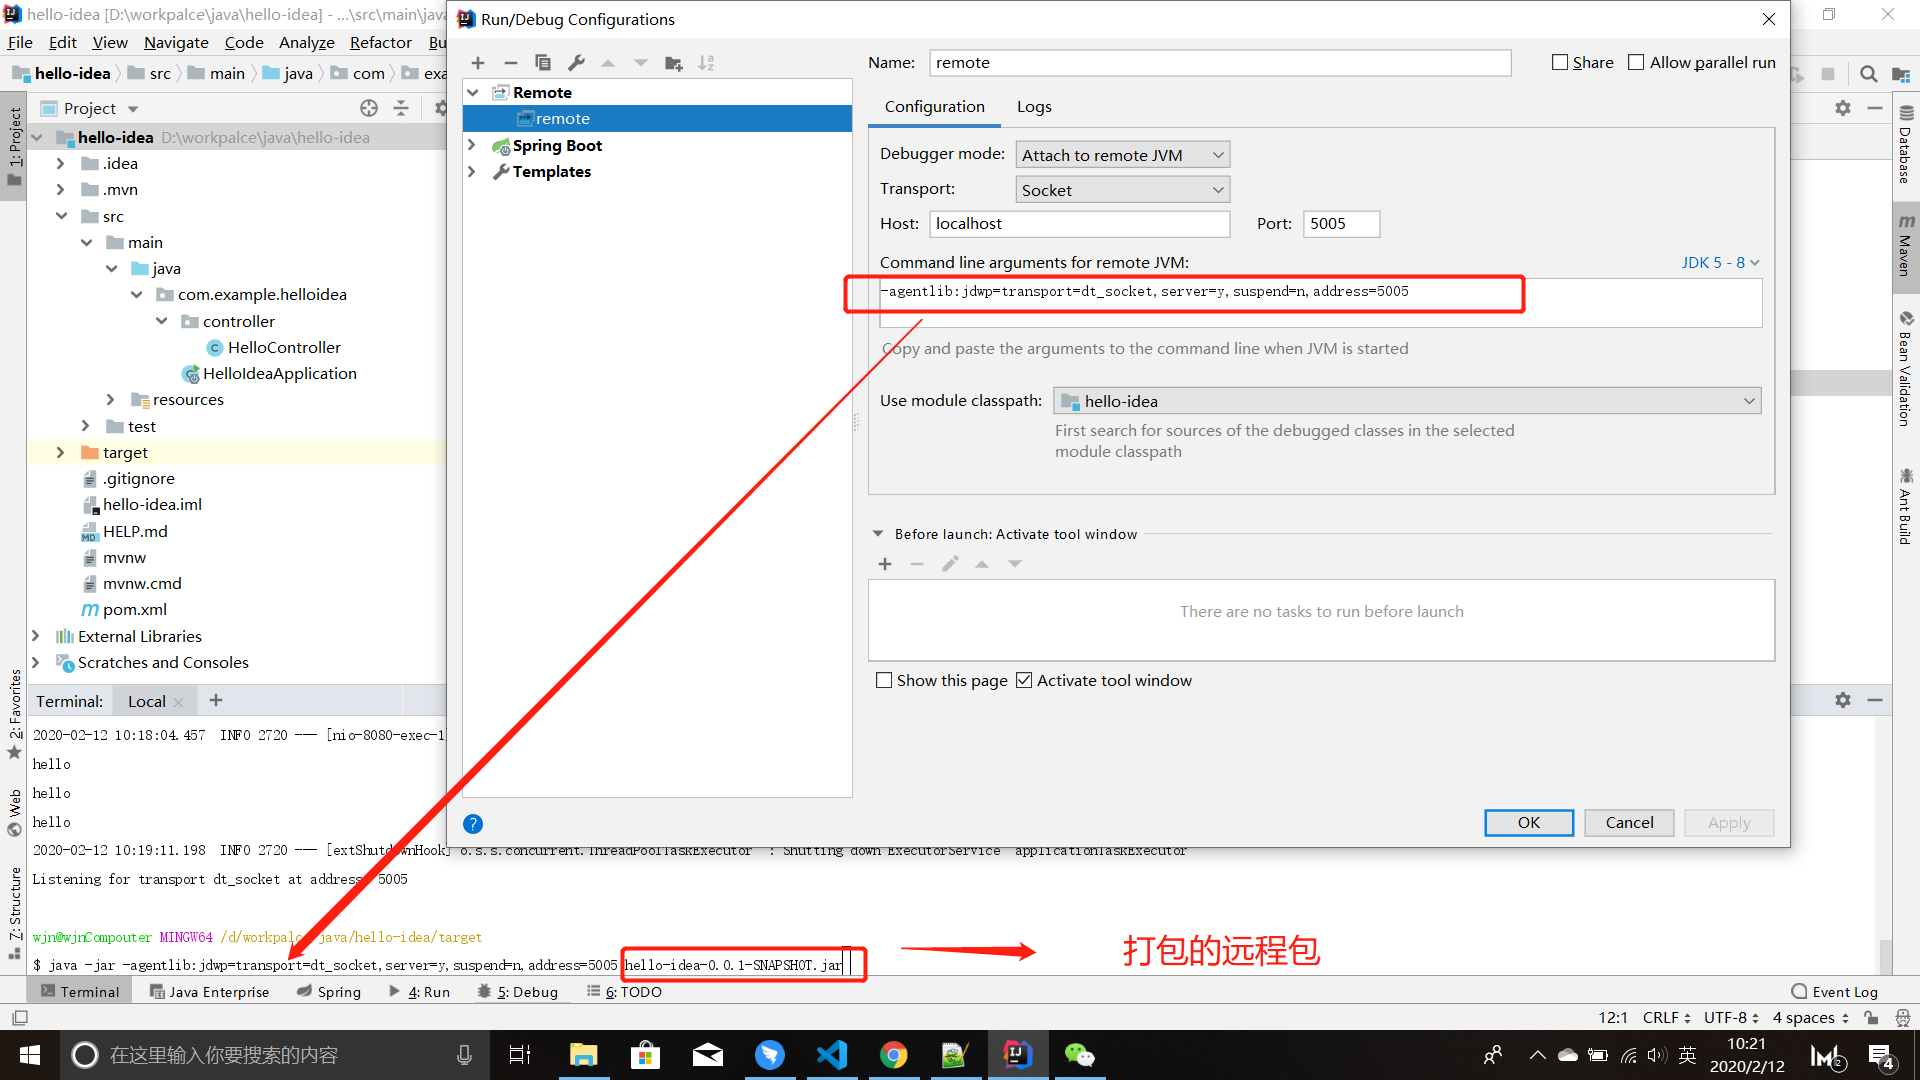 hello-idea [D:\workpalce\java\hello-idea] - ...\src\main\java
File Edit View Navigate Code Analyze Refactor Bu
hello-idea src main java com exa
1: Project
Project
hello-idea D:\workpalce\java\hello-idea
.idea
.mvn
src
main
java
com.example.helloidea
controller
HelloController
HelloIdeaApplication
resources
test
target
.gitignore
hello-idea.iml
HELP.md
mvnw
mvnw.cmd
pom.xml
External Libraries
Scratches and Consoles
Run/Debug Configurations
Remote
remote
Spring Boot
Templates
Name: remote
Share Allow parallel run
Configuration Logs
Debugger mode: Attach to remote JVM
Transport: Socket
Host: localhost Port: 5005
Command line arguments for remote JVM: JDK 5 - 8
-agentlib:jdwp=transport=dt_socket,server=y,suspend=n,address=5005
Copy and paste the arguments to the command line when JVM is started
Use module classpath: hello-idea
First search for sources of the debugged classes in the selected
module classpath
Before launch: Activate tool window
There are no tasks to run before launch
Show this page Activate tool window
OK Cancel Apply
Database
Maven
Bean Validation
Ant Build
2: Favorites
Web
7: Structure
Terminal: Local
2020-02-12 10:18:04.457 INFO 2720 --- [nio-8080-exec-1
hello
hello
hello
2020-02-12 10:19:11.198 INFO 2720 --- [extShutdownHook] o.s.s.concurrent.ThreadPoolTaskExecutor : Shutting down ExecutorService applicationTaskExecutor
Listening for transport dt_socket at address 5005
wjn@wjnCompouter MINGW64 /d/workpalce/java/hello-idea/target
$ java -jar -agentlib:jdwp=transport=dt_socket,server=y,suspend=n,address=5005 hello-idea-0.0.1-SNAPSHOT.jar
打包的远程包
Terminal Java Enterprise Spring 4: Run 5: Debug 6: TODO Event Log
12:1 CRLF UTF-8 4 spaces
在这里输入你要搜索的内容
英
10:21
2020/2/12
2
4